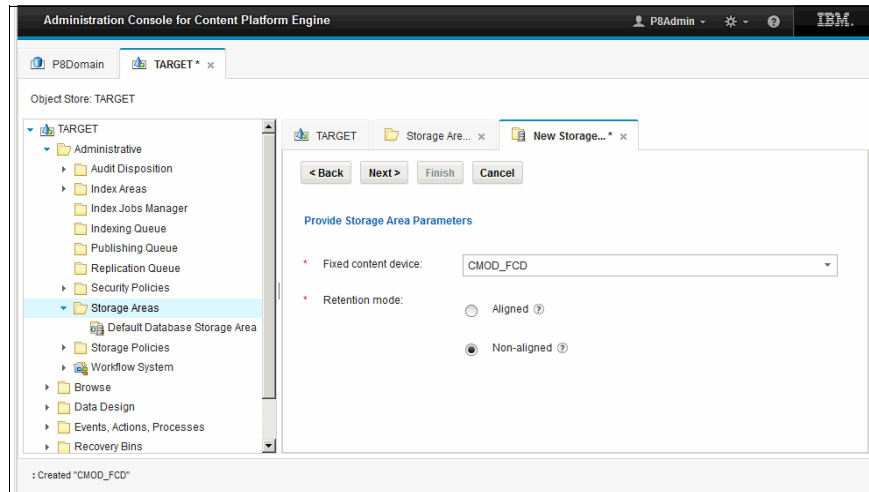 Administration Console for Content Platform Engine
P8Admin
IBM.
P8Domain
TARGET * x
Object Store: TARGET
TARGET
Administrative
Audit Disposition
Index Areas
Index Jobs Manager
Indexing Queue
Publishing Queue
Replication Queue
Security Policies
Storage Areas
Default Database Storage Area
Storage Policies
Workflow System
Browse
Data Design
Events, Actions, Processes
Recovery Bins
TARGET
Storage Are... x
New Storage... * x
< Back
Next >
Finish
Cancel
Provide Storage Area Parameters
* Fixed content device:
CMOD_FCD
* Retention mode:
Aligned ?
Non-aligned ?
: Created "CMOD_FCD"